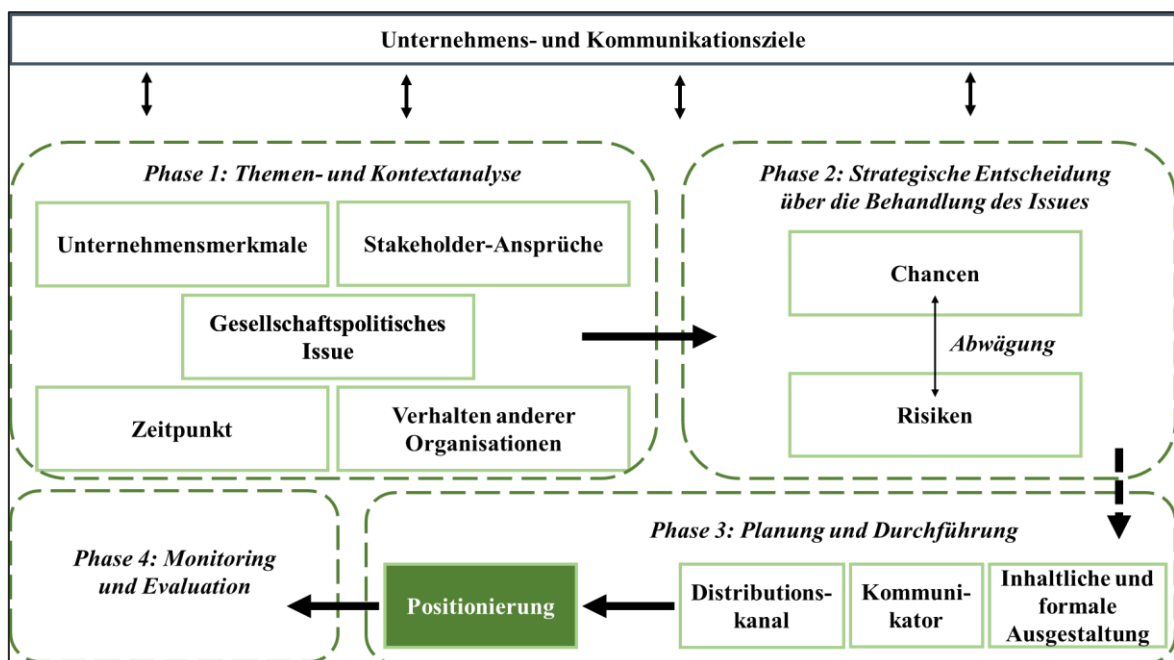 Unternehmens- und Kommunikationsziele
Phase 1: Themen- und Kontextanalyse
Unternehmensmerkmale
Stakeholder-Ansprüche
Gesellschaftspolitisches
Issue
Zeitpunkt
Verhalten anderer
Organisationen
Phase 2: Strategische Entscheidung
über die Behandlung des Issues
Chancen
Abwägung
Risiken
Phase 3: Planung und Durchführung
Inhaltliche und
formale
Ausgestaltung
Kommuni-
kator
Distributions-
kanal
Positionierung
Phase 4: Monitoring
und Evaluation